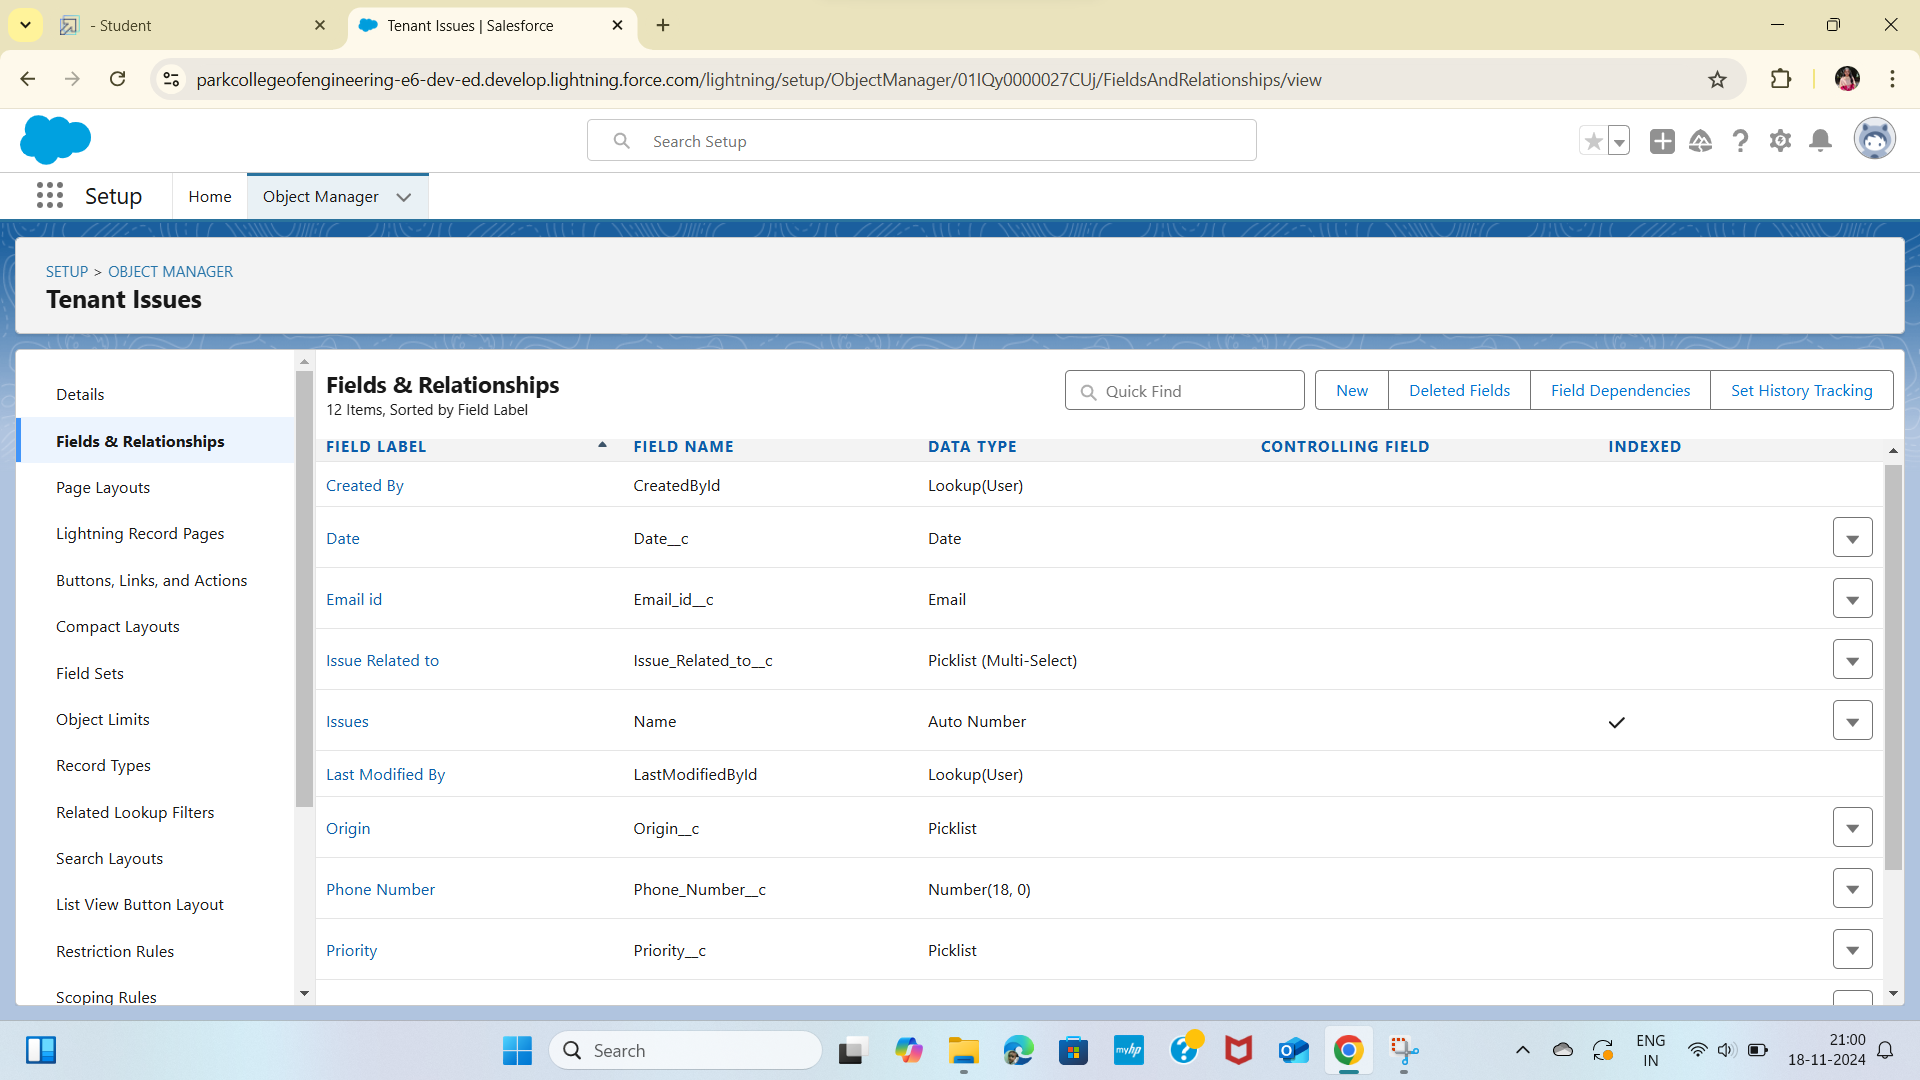 - Student
Tenant Issues | Salesforce
parkcollegeofengineering-e6-dev-ed.develop.lightning.force.com/lightning/setup/ObjectManager/01IQy0000027CUj/FieldsAndRelationships/view
Search Setup
Setup
Home
Object Manager
SETUP > OBJECT MANAGER
Tenant Issues
Details
Fields & Relationships
Page Layouts
Lightning Record Pages
Buttons, Links, and Actions
Compact Layouts
Field Sets
Object Limits
Record Types
Related Lookup Filters
Search Layouts
List View Button Layout
Restriction Rules
Scoping Rules
Fields & Relationships
12 Items, Sorted by Field Label
Quick Find
New
Deleted Fields
Field Dependencies
Set History Tracking
FIELD LABEL FIELD NAME DATA TYPE CONTROLLING FIELD INDEXED
Created By CreatedById Lookup(User)
Date Date__c Date
Email id Email_id__c Email
Issue Related to Issue_Related_to__c Picklist (Multi-Select)
Issues Name Auto Number
Last Modified By LastModifiedById Lookup(User)
Origin Origin__c Picklist
Phone Number Phone_Number__c Number(18, 0)
Priority Priority__c Picklist
Search
myhp
ENG
IN
21:00
18-11-2024